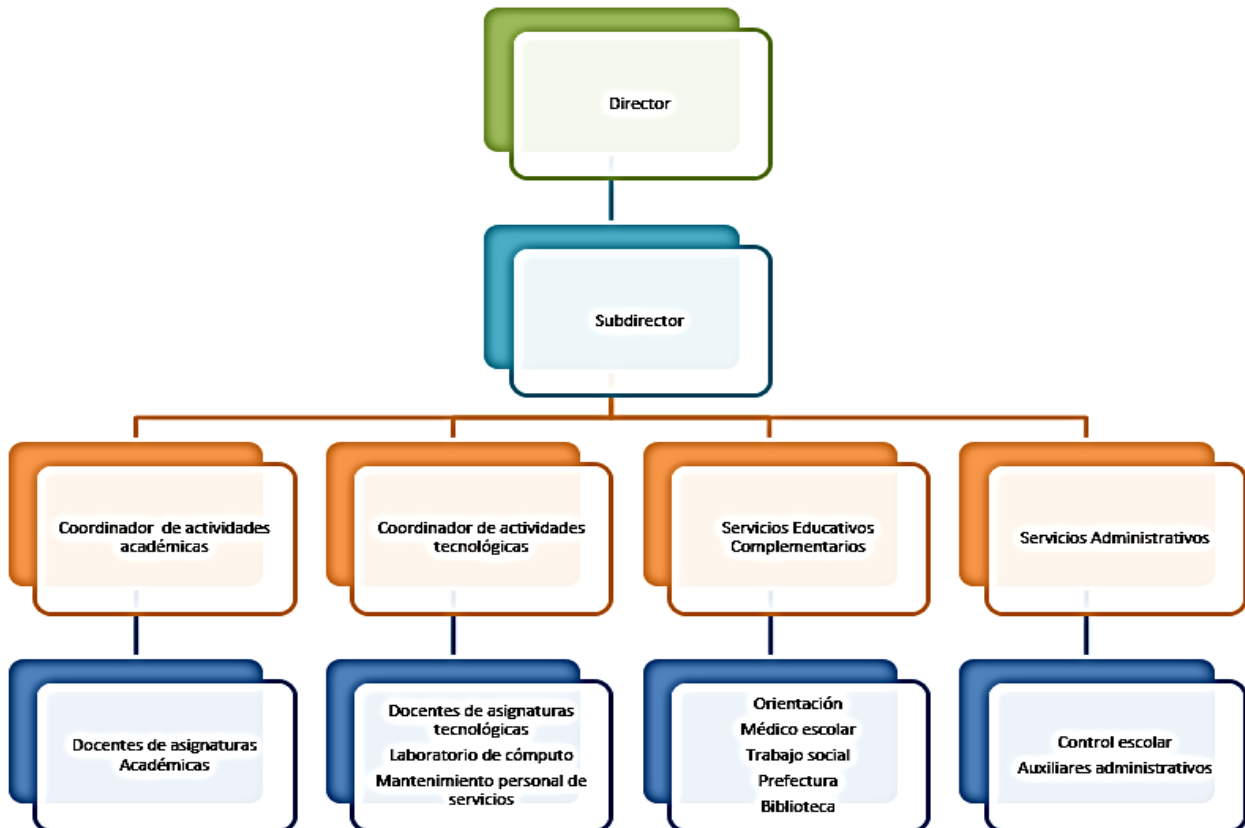 Director
Subdirector
Coordinador de actividades
académicas
Coordinador de actividades
tecnológicas
Servicios Educativos
Complementarios
Servicios Administrativos
Docentes de asignaturas
Académicas
Docentes de asignaturas
tecnológicas
Laboratorio de cómputo
Mantenimiento personal de
servicios
Orientación
Médico escolar
Trabajo social
Prefectura
Biblioteca
Control escolar
Auxiliares administrativos